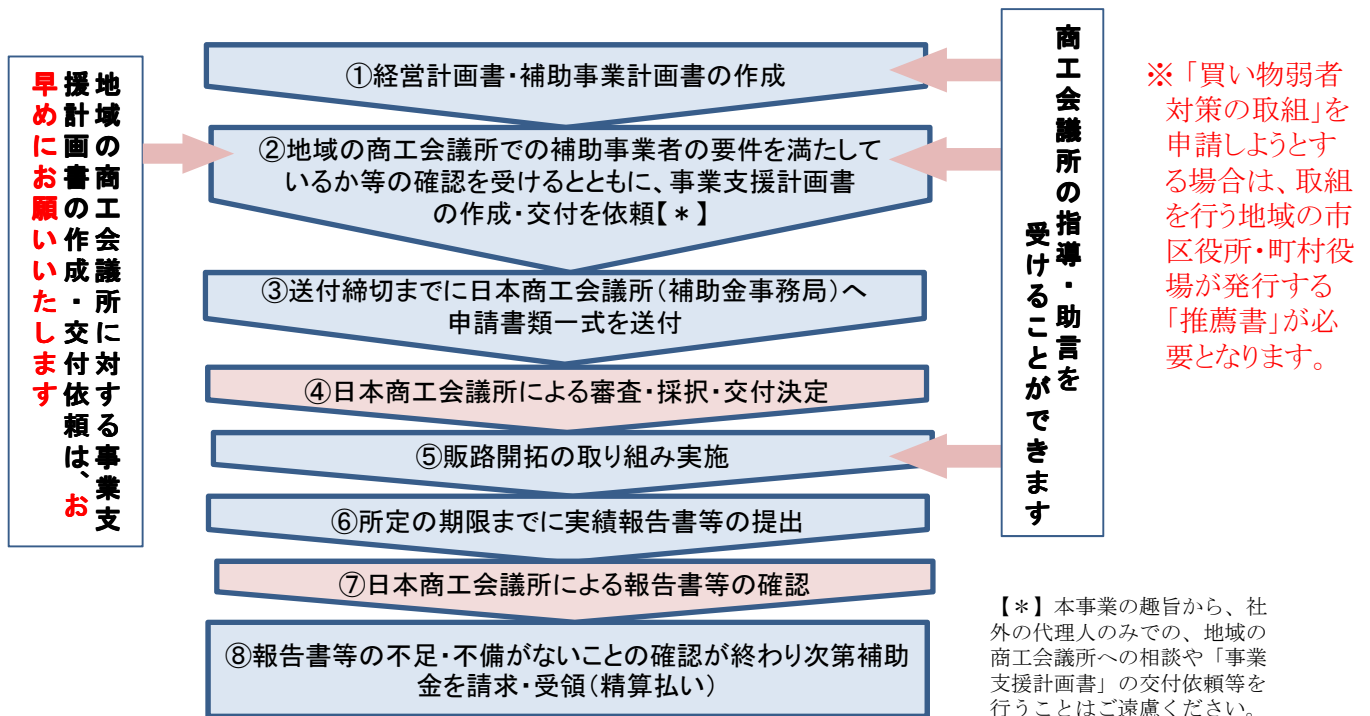 地域の商工会議所に対する事業支
援計画書の作成・交付依頼は、お
早めにお願いいたします
①経営計画書・補助事業計画書の作成
②地域の商工会議所での補助事業者の要件を満たして
いるか等の確認を受けるとともに、事業支援計画書
の作成・交付を依頼【＊】
③送付締切までに日本商工会議所(補助金事務局)へ
申請書類一式を送付
④日本商工会議所による審査・採択・交付決定
⑤販路開拓の取り組み実施
⑥所定の期限までに実績報告書等の提出
⑦日本商工会議所による報告書等の確認
⑧報告書等の不足・不備がないことの確認が終わり次第補助
金を請求・受領(精算払い)
商工会議所の指導・助言を
受けることができます
※「買い物弱者
対策の取組」を
申請しようとす
る場合は、取組
を行う地域の市
区役所・町村役
場が発行する
「推薦書」が必
要となります。
【＊】本事業の趣旨から、社
外の代理人のみでの、地域の
商工会議所への相談や「事業
支援計画書」の交付依頼等を
行うことはご遠慮ください。